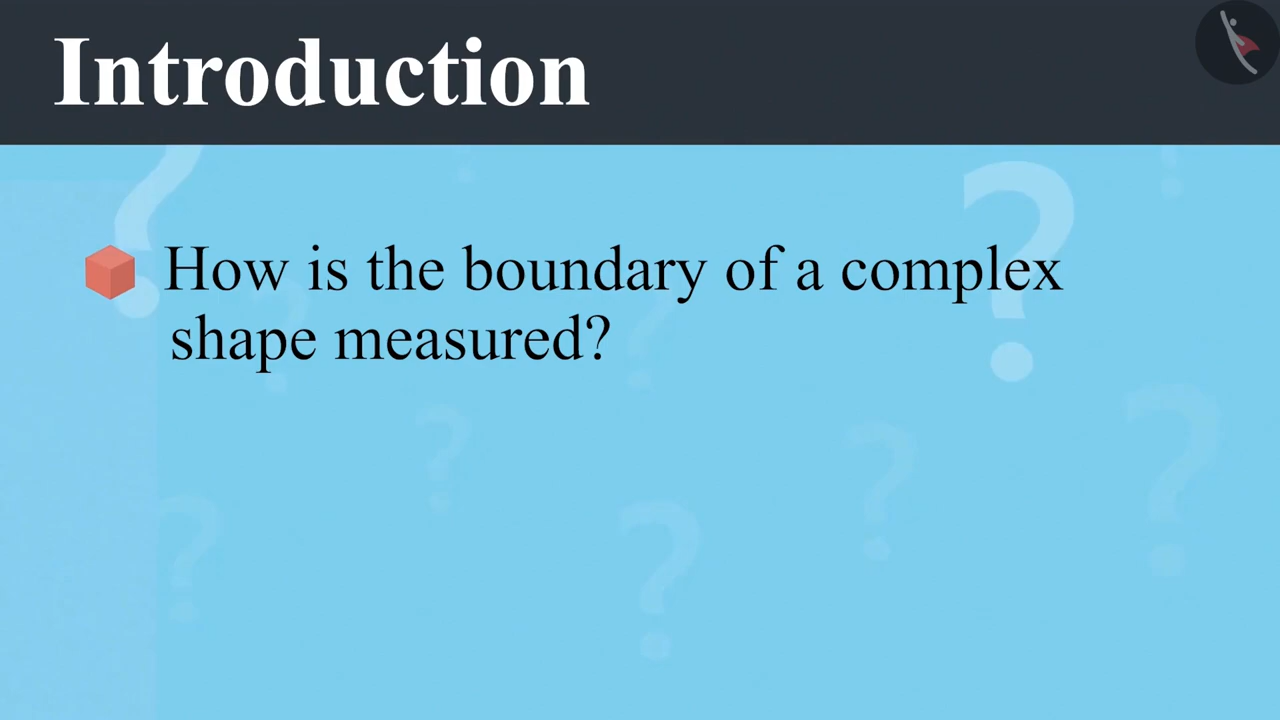 Introduction
How is the boundary of a complex
shape measured?